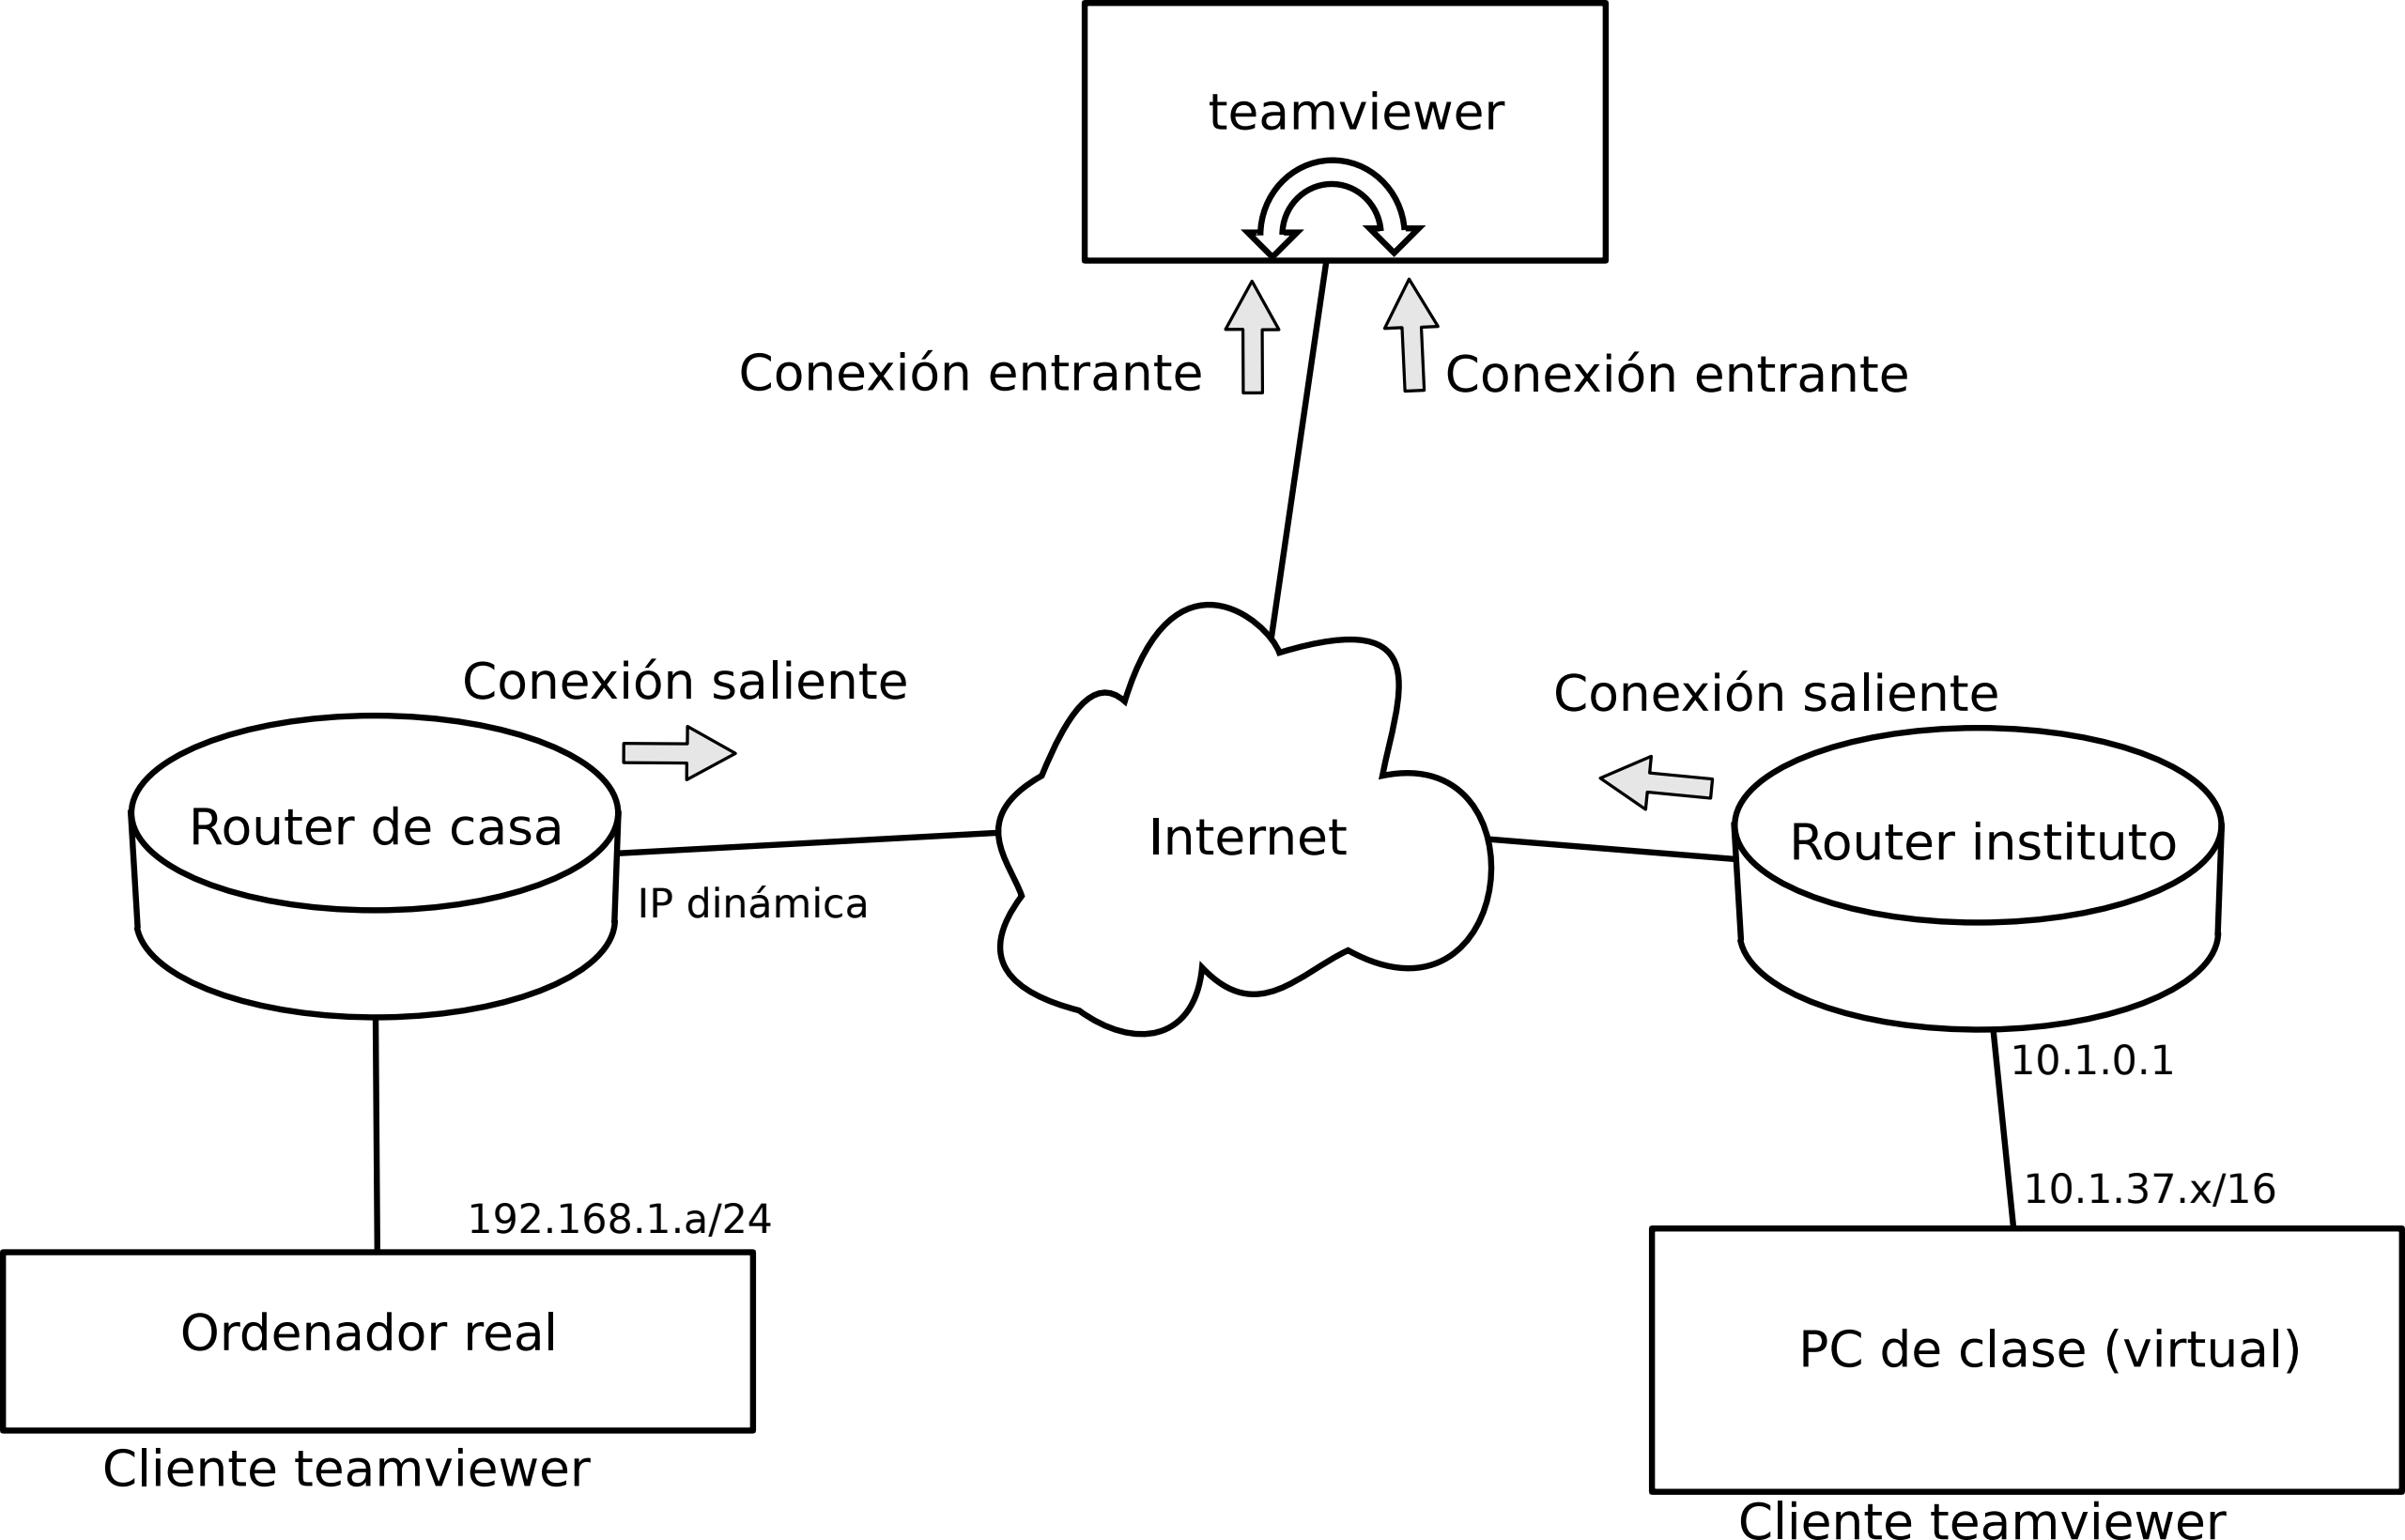 teamviewer
Conexión entrante
Conexión entrante
Conexión saliente
Conexión saliente
Router de casa
Internet
Router instituto
IP dinámica
10.1.0.1
10.1.37.x/16
192.168.1.a/24
Ordenador real
PC de clase (virtual)
Cliente teamviewer
Cliente teamviewer